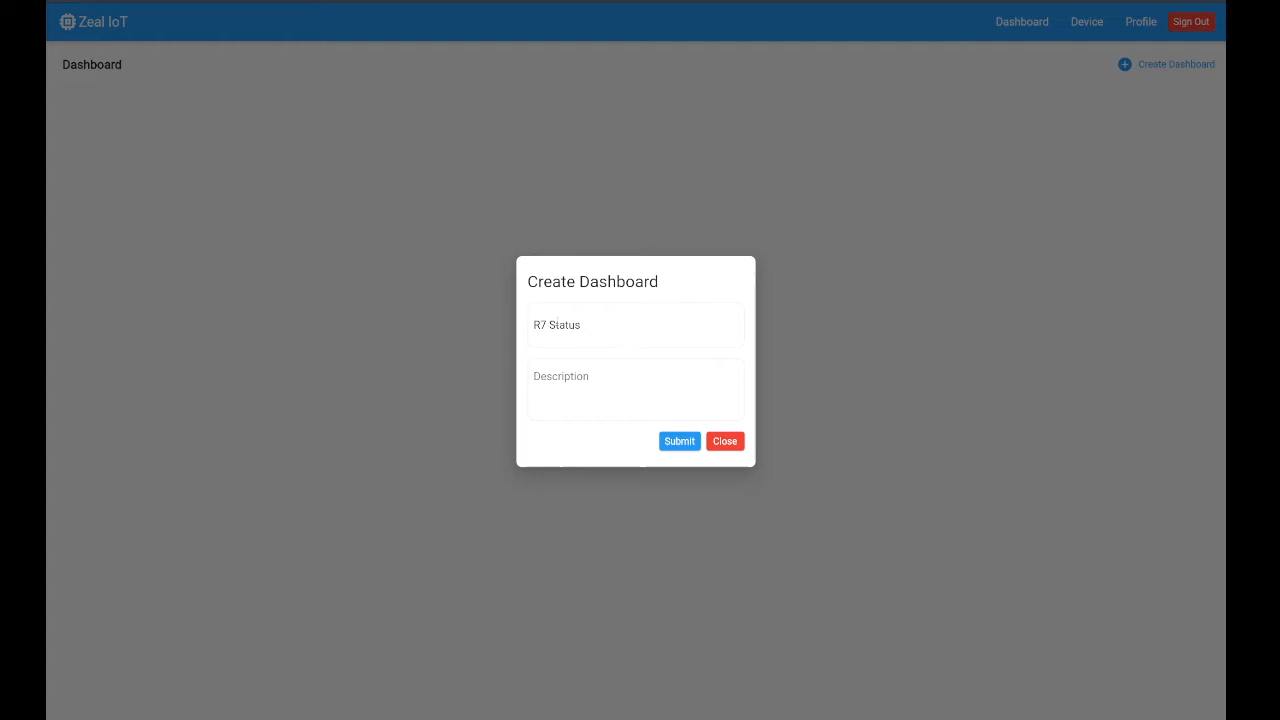 Zeal IoT
Dashboard Device Profile Sign Out
Dashboard
Create Dashboard
Create Dashboard
R7 Status
Description
Submit Close